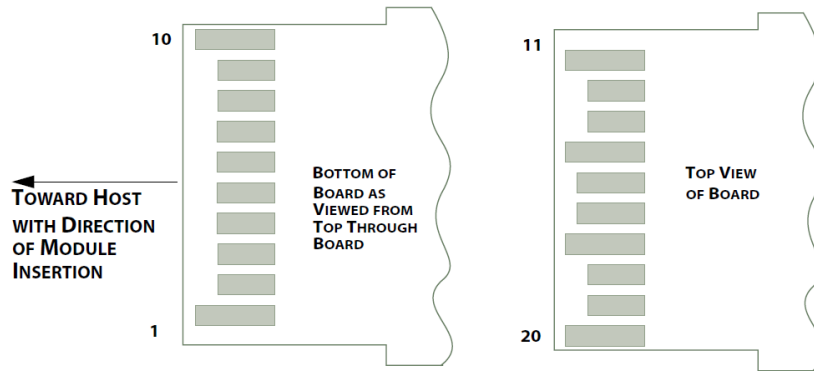 10
1
TOWARD HOST
WITH DIRECTION
OF MODULE
INSERTION
BOTTOM OF
BOARD AS
VIEWED FROM
TOP THROUGH
BOARD
11
20
TOP VIEW
OF BOARD